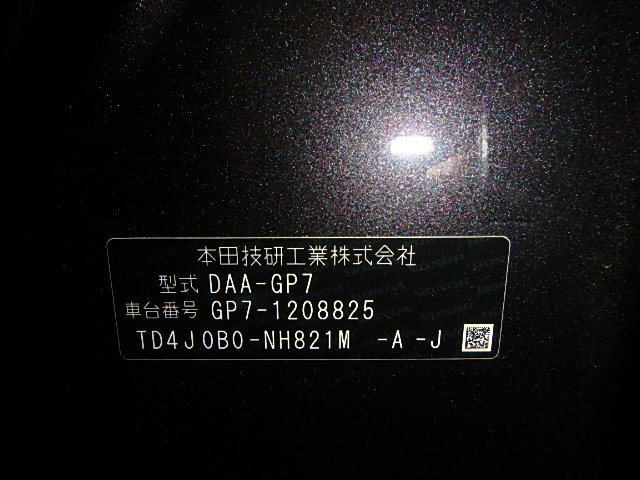 本田技研工業株式会社
型式 DAA-GP7
車台番号 GP7-1208825
TD4J0B0-NH821M -A -J